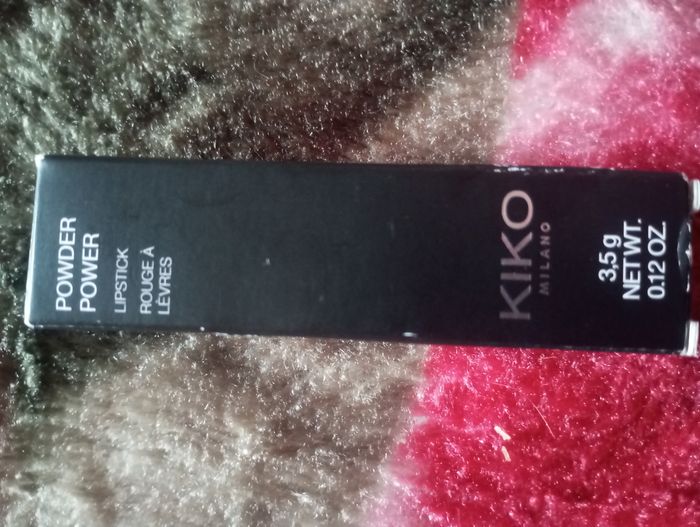 POWDER
POWER
LIPSTICK
ROUGE À
LÈVRES
KIKO
MILANO
3,5 g
NET WT.
0.12 OZ.